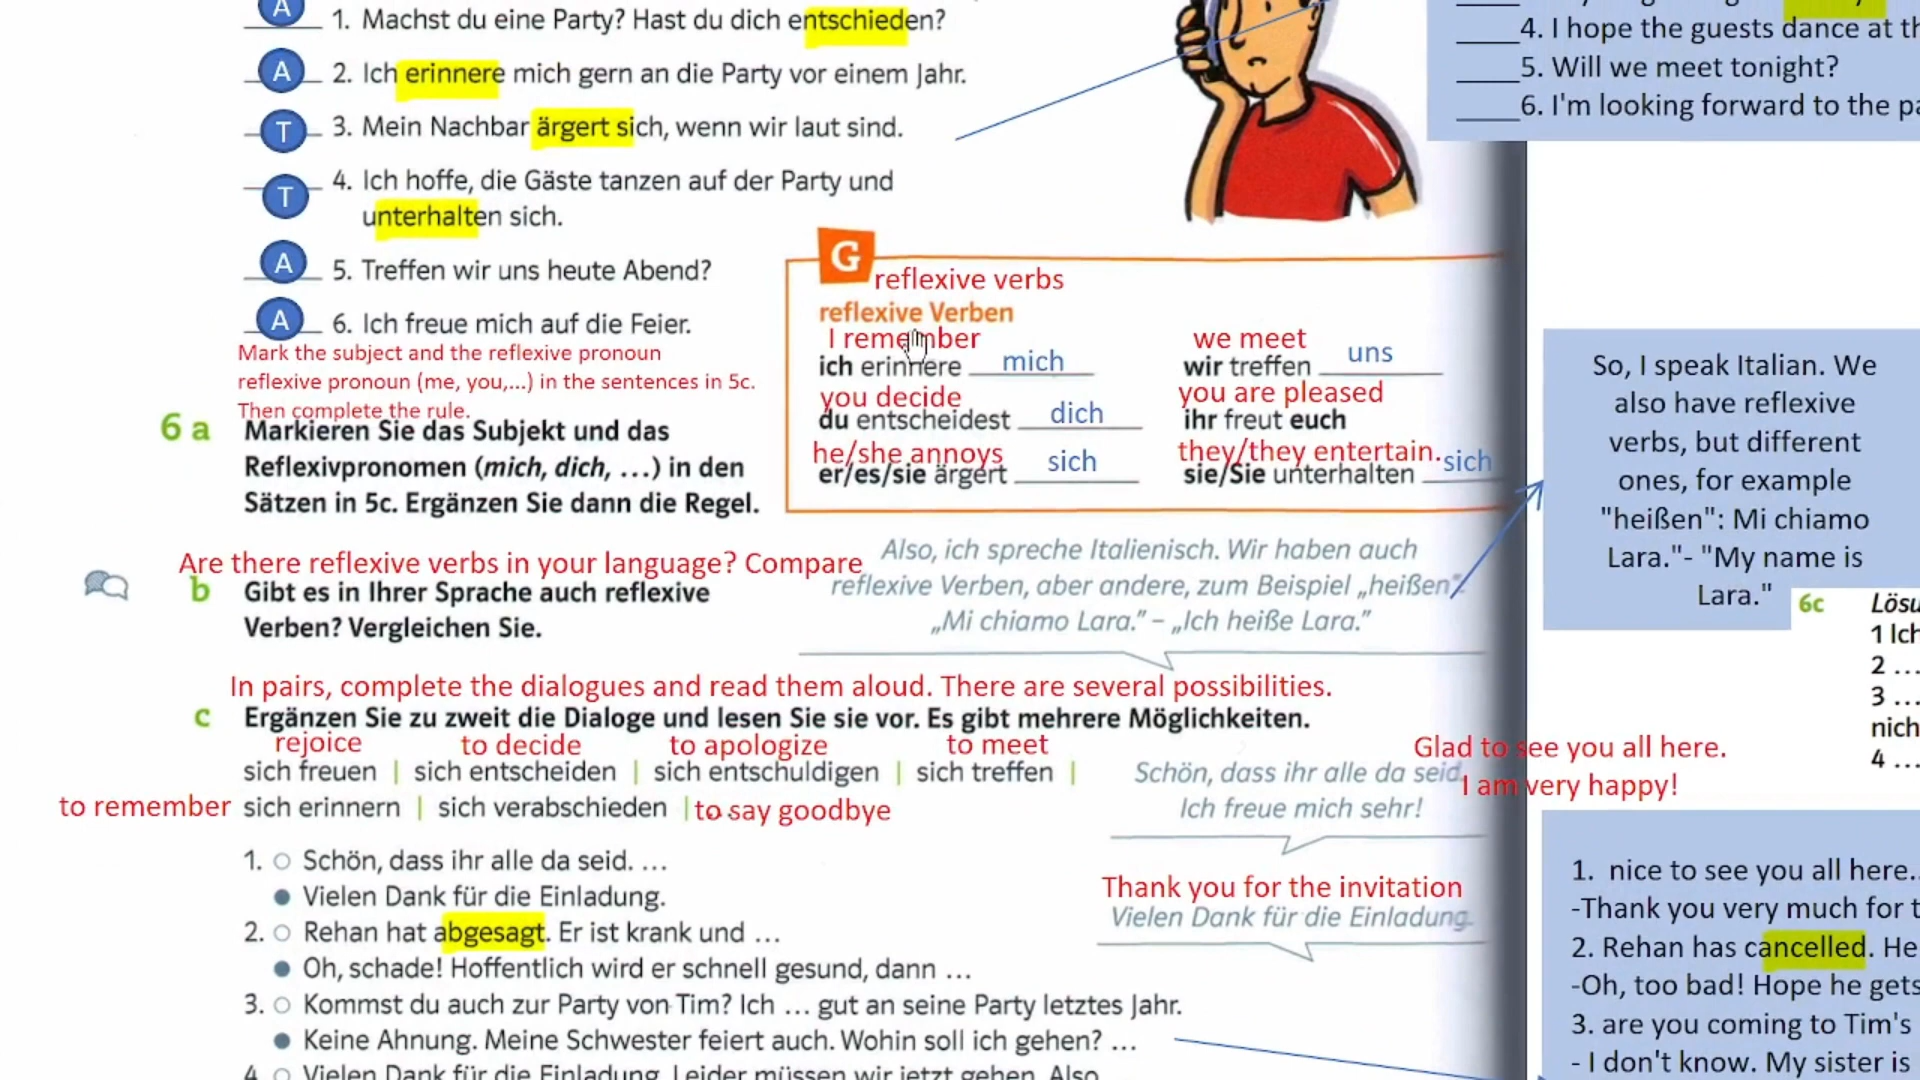 A 1. Machst du eine Party? Hast du dich entschieden?
A 2. Ich erinnere mich gern an die Party vor einem Jahr.
T 3. Mein Nachbar ärgert sich, wenn wir laut sind.
T 4. Ich hoffe, die Gäste tanzen auf der Party und
unterhalten sich.
A 5. Treffen wir uns heute Abend?
A 6. Ich freue mich auf die Feier.
4. I hope the guests dance at
5. Will we meet tonight?
6. I'm looking forward to the
G
reflexive verbs
reflexive Verben
I remember
ich erinnere mich
you decide
du entscheidest dich
he/she annoys
er/es/sie ärgert sich
we meet
wir treffen uns
you are pleased
ihr freut euch
they/they entertain.
sie/Sie unterhalten sich
Mark the subject and the reflexive pronoun
reflexive pronoun (me, you,...) in the sentences in 5c.
Then complete the rule.
6 a Markieren Sie das Subjekt und das
Reflexivpronomen (mich, dich, …) in den
Sätzen in 5c. Ergänzen Sie dann die Regel.
Are there reflexive verbs in your language? Compare
b Gibt es in Ihrer Sprache auch reflexive
Verben? Vergleichen Sie.
Also, ich spreche Italienisch. Wir haben auch
reflexive Verben, aber andere, zum Beispiel „heißen“:
„Mi chiamo Lara.“ – „Ich heiße Lara.“
So, I speak Italian. We
also have reflexive
verbs, but different
ones, for example
"heißen": Mi chiamo
Lara."- "My name is
Lara."
6c
1 Ich
2 …
3 …
4 …
In pairs, complete the dialogues and read them aloud. There are several possibilities.
c Ergänzen Sie zu zweit die Dialoge und lesen Sie sie vor. Es gibt mehrere Möglichkeiten.
rejoice to decide to apologize to meet
sich freuen | sich entscheiden | sich entschuldigen | sich treffen |
to remember sich erinnern | sich verabschieden | to say goodbye
Glad to see you all here.
Schön, dass ihr alle da seid.
I am very happy!
Ich freue mich sehr!
Thank you for the invitation
Vielen Dank für die Einladung.
1. Schön, dass ihr alle da seid. …
Vielen Dank für die Einladung.
2. Rehan hat abgesagt. Er ist krank und …
Oh, schade! Hoffentlich wird er schnell gesund, dann …
3. Kommst du auch zur Party von Tim? Ich … gut an seine Party letztes Jahr.
Keine Ahnung. Meine Schwester feiert auch. Wohin soll ich gehen? …
4. Vielen Dank für die Einladung. Leider müssen wir jetzt gehen. Also
1. nice to see you all here..
-Thank you very much for
2. Rehan has cancelled. He
-Oh, too bad! Hope he gets
3. are you coming to Tim's
- I don't know. My sister is